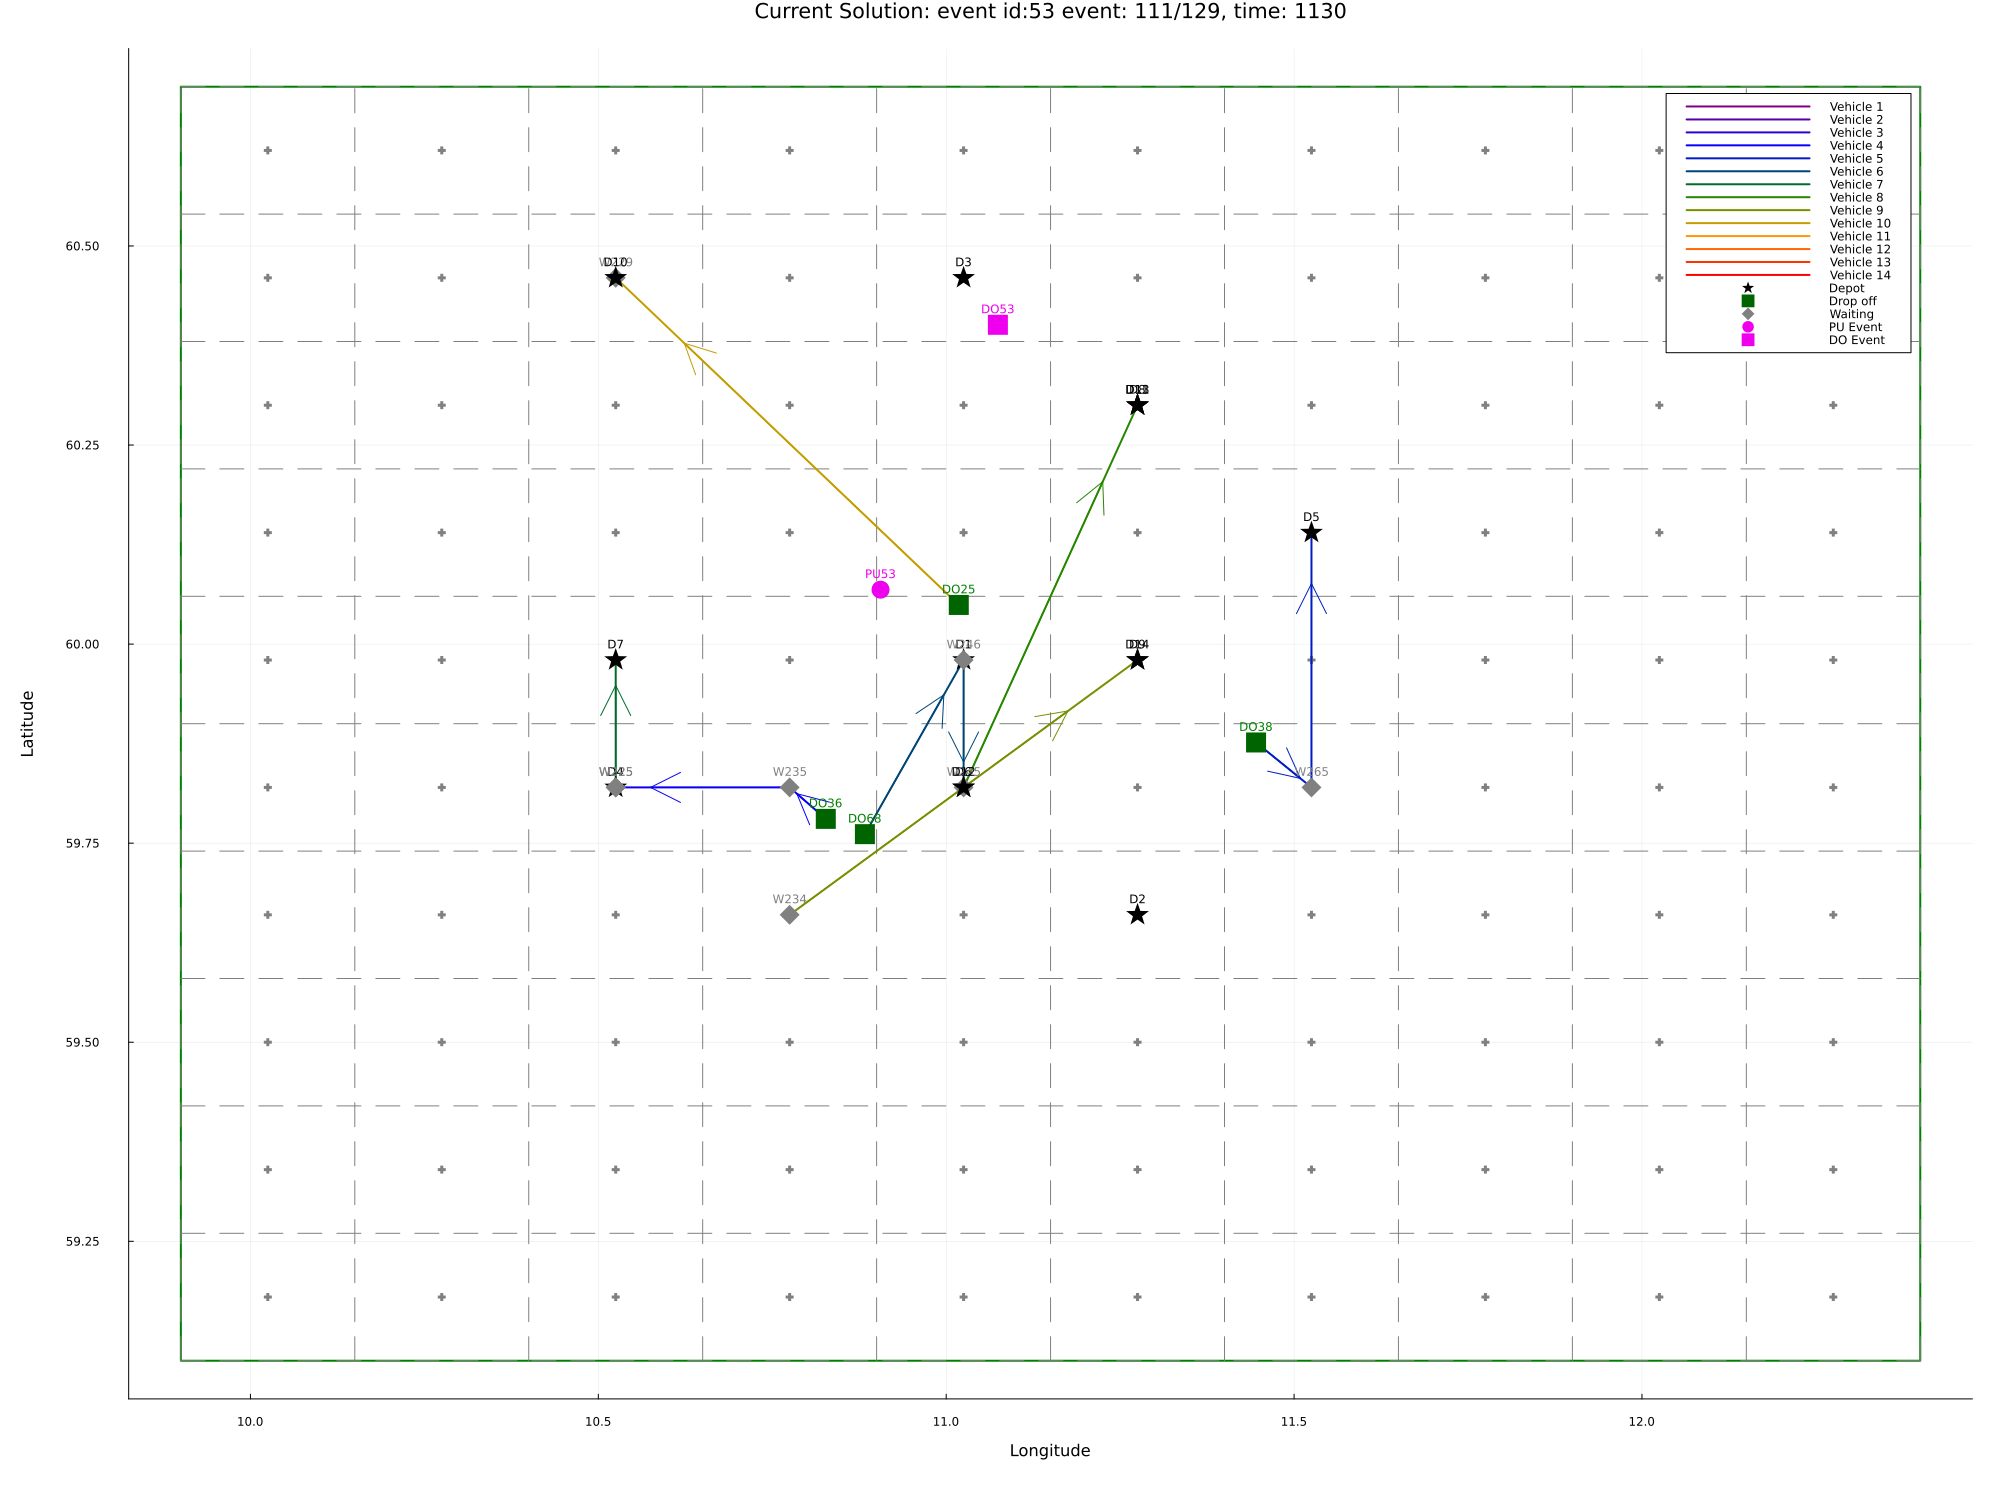 Current Solution: event id:53 event: 111/129, time: 1130
Vehicle 1
Vehicle 2
Vehicle 3
Vehicle 4
Vehicle 5
Vehicle 6
Vehicle 7
Vehicle 8
Vehicle 9
Vehicle 10
Vehicle 11
Vehicle 12
Vehicle 13
Vehicle 14
Depot
Drop off
Waiting
PU Event
DO Event
60.50
D10
D3
DO53
60.25
D5
PU53
DO25
60.00
D7
D1
DO38
W235
W265
DO36
DO68
59.75
W234
D2
59.50
59.25
10.0
10.5
11.0
11.5
12.0
Longitude
Latitude